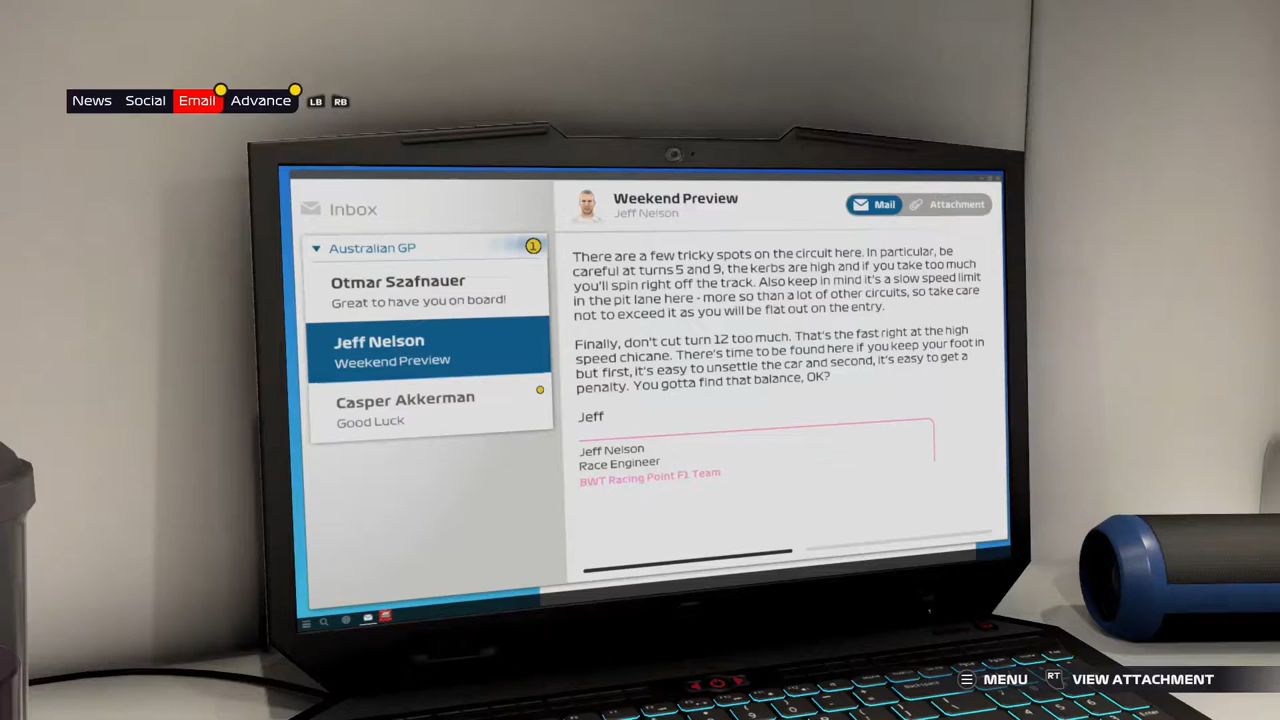 News Social Email Advance LB RB
Inbox
Australian GP 1
Otmar Szafnauer
Great to have you on board!
Jeff Nelson
Weekend Preview
Casper Akkerman
Good Luck
Weekend Preview
Jeff Nelson
Mail
Attachment
There are a few tricky spots on the circuit here. In particular, be
careful at turns 5 and 9, the kerbs are high and if you take too much
you'll spin right off the track. Also keep in mind it's a slow speed limit
in the pit lane here - more so than a lot of other circuits, so take care
not to exceed it as you will be flat out on the entry.
Finally, don't cut turn 12 too much. That's the fast right at the high
speed chicane. There's time to be found here if you keep your foot in
but first, it's easy to unsettle the car and second, it's easy to get a
penalty. You gotta find that balance, OK?
Jeff
Jeff Nelson
Race Engineer
BWT Racing Point F1 Team
MENU RT VIEW ATTACHMENT